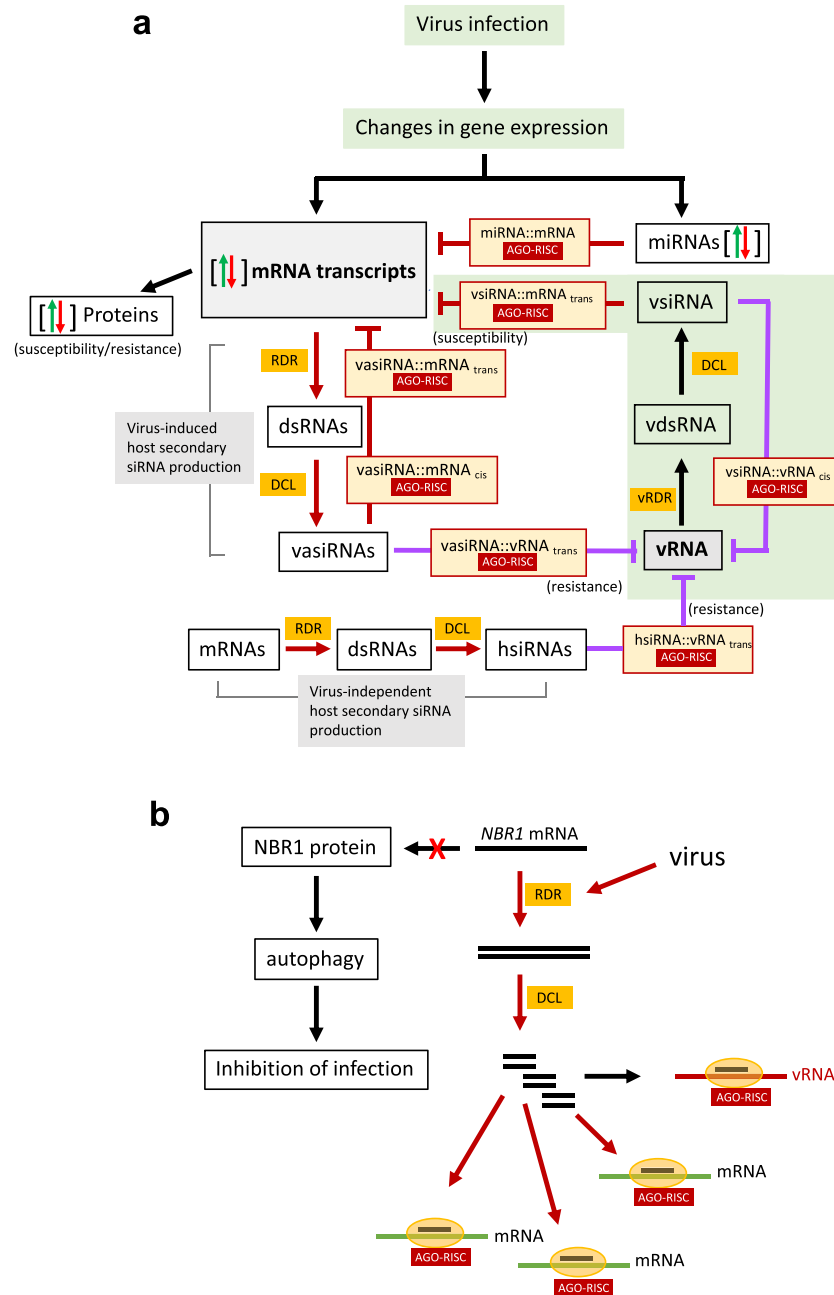 a
Virus infection
Changes in gene expression
miRNA::mRNA
AGO-RISC
miRNAs [ ]
[ ] mRNA transcripts
vsiRNA::mRNA trans
AGO-RISC
vsiRNA
[ ] Proteins
(susceptibility/resistance)
(susceptibility)
RDR
vasiRNA::mRNA trans
AGO-RISC
DCL
dsRNAs
vdsRNA
Virus-induced
host secondary
siRNA production
DCL
vasiRNA::mRNA cis
AGO-RISC
vsiRNA::vRNA cis
AGO-RISC
vRDR
vasiRNAs
vasiRNA::vRNA trans
AGO-RISC
vRNA
(resistance)
(resistance)
mRNAs
RDR
dsRNAs
DCL
hsiRNAs
hsiRNA::vRNA trans
AGO-RISC
Virus-independent
host secondary siRNA
production
b
NBR1 protein
X
NBR1 mRNA
virus
RDR
autophagy
DCL
Inhibition of infection
vRNA
AGO-RISC
mRNA
AGO-RISC
mRNA
AGO-RISC
mRNA
AGO-RISC